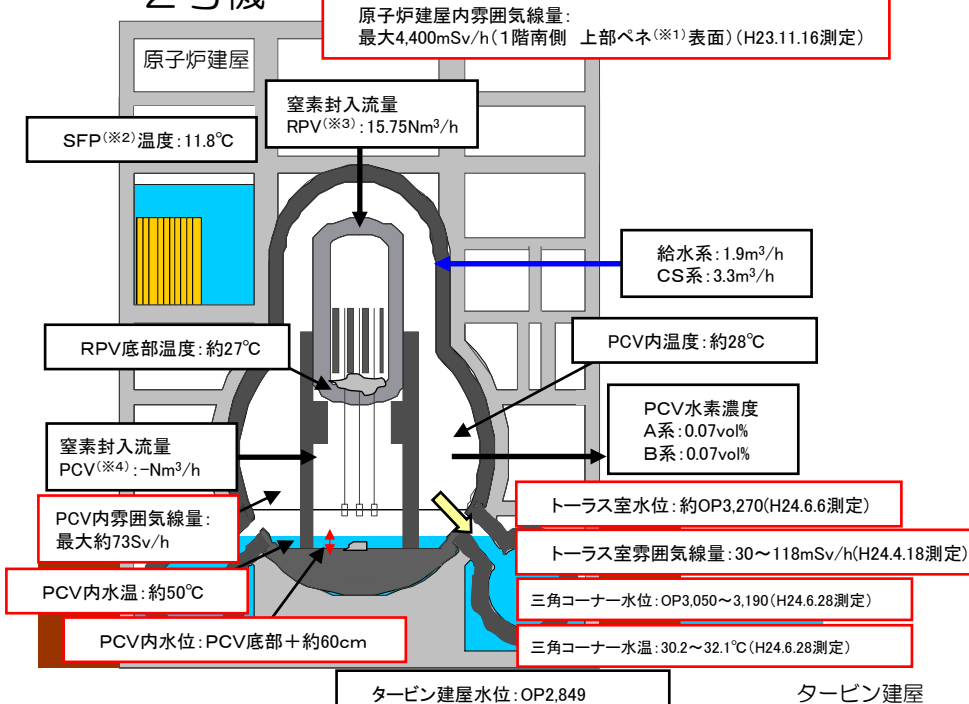 ２号機
原子炉建屋内雰囲気線量：
最大4,400mSv/h（1階南側　上部ペネ(※1)表面）（H23.11.16測定）
原子炉建屋
窒素封入流量
RPV(※3)：15.75Nm³/h
SFP(※2)温度：11.8℃
給水系：1.9m³/h
CS系：3.3m³/h
RPV底部温度：約27℃
PCV内温度：約28℃
PCV水素濃度
A系：0.07vol%
B系：0.07vol%
窒素封入流量
PCV(※4)：-Nm³/h
トーラス室水位：約OP3,270（H24.6.6測定）
PCV内雰囲気線量：
最大約73Sv/h
トーラス室雰囲気線量：30～118mSv/h（H24.4.18測定）
PCV内水温：約50℃
三角コーナー水位：OP3,050～3,190（H24.6.28測定）
PCV内水位：PCV底部＋約60cm
三角コーナー水温：30.2～32.1℃（H24.6.28測定）
タービン建屋水位：OP2,849
タービン建屋